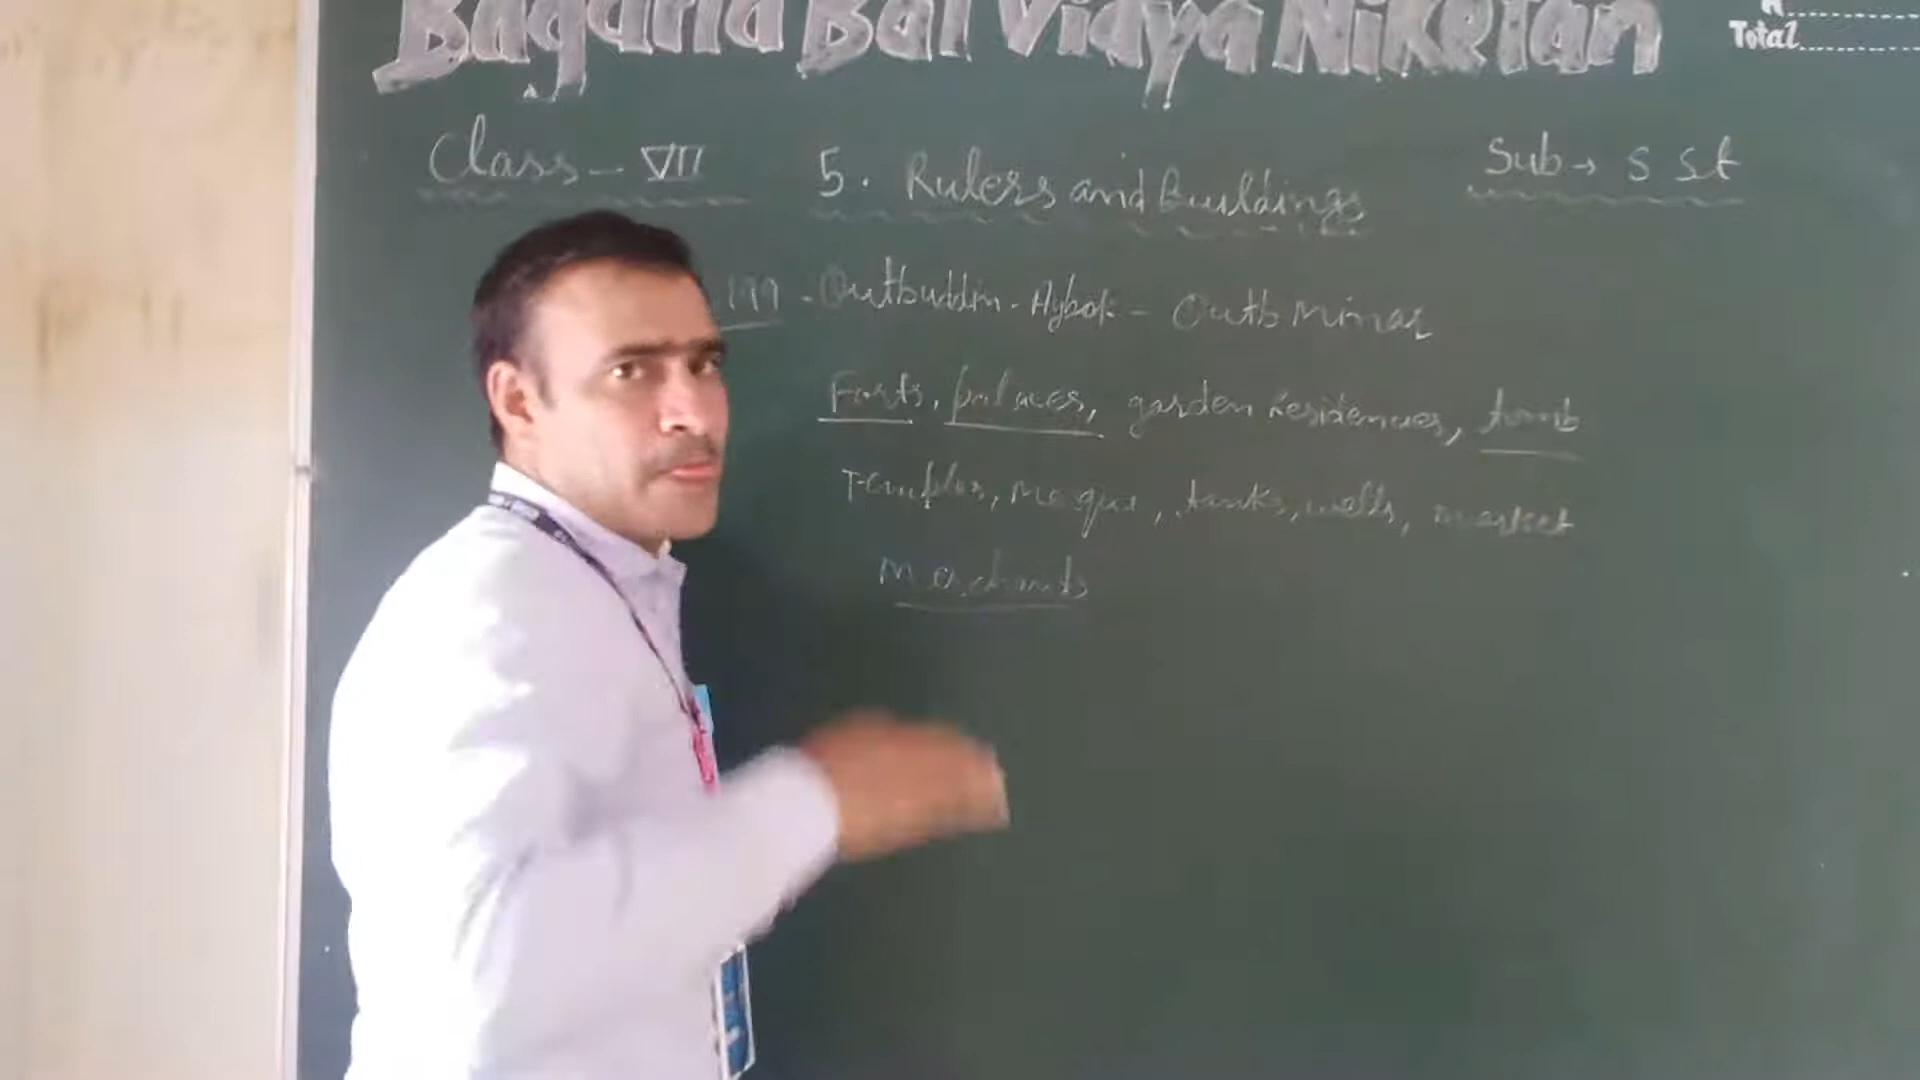 Bagaria Bal Vidya Niketan
Total
Class - VII
5. Rulers and Buildings
Sub → S St
199 - Qutbuddin - Aybak - Qutb Minar
Forts, palaces, garden residences, tomb
Temples, Mosque, tanks, wells, market
Merchants